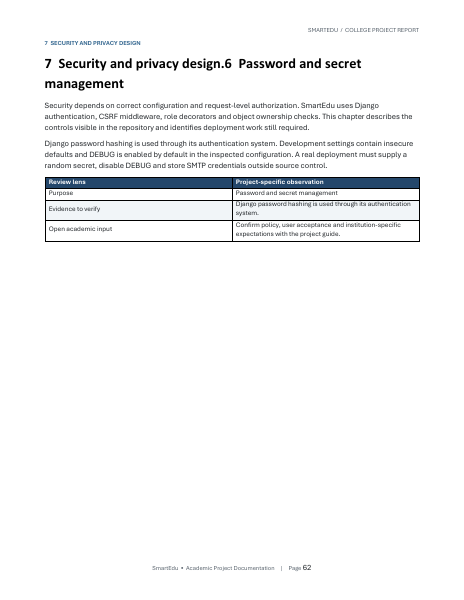 SMARTEDU / COLLEGE PROJECT REPORT
7 SECURITY AND PRIVACY DESIGN
7 Security and privacy design.6 Password and secret
management
Security depends on correct configuration and request-level authorization. SmartEdu uses Django
authentication, CSRF middleware, role decorators and object ownership checks. This chapter describes the
controls visible in the repository and identifies deployment work still required.
Django password hashing is used through its authentication system. Development settings contain insecure
defaults and DEBUG is enabled by default in the inspected configuration. A real deployment must supply a
random secret, disable DEBUG and store SMTP credentials outside source control.
Review lens Project-specific observation
Purpose Password and secret management
Evidence to verify Django password hashing is used through its authentication
system.
Open academic input Confirm policy, user acceptance and institution-specific
expectations with the project guide.
SmartEdu • Academic Project Documentation | Page 62